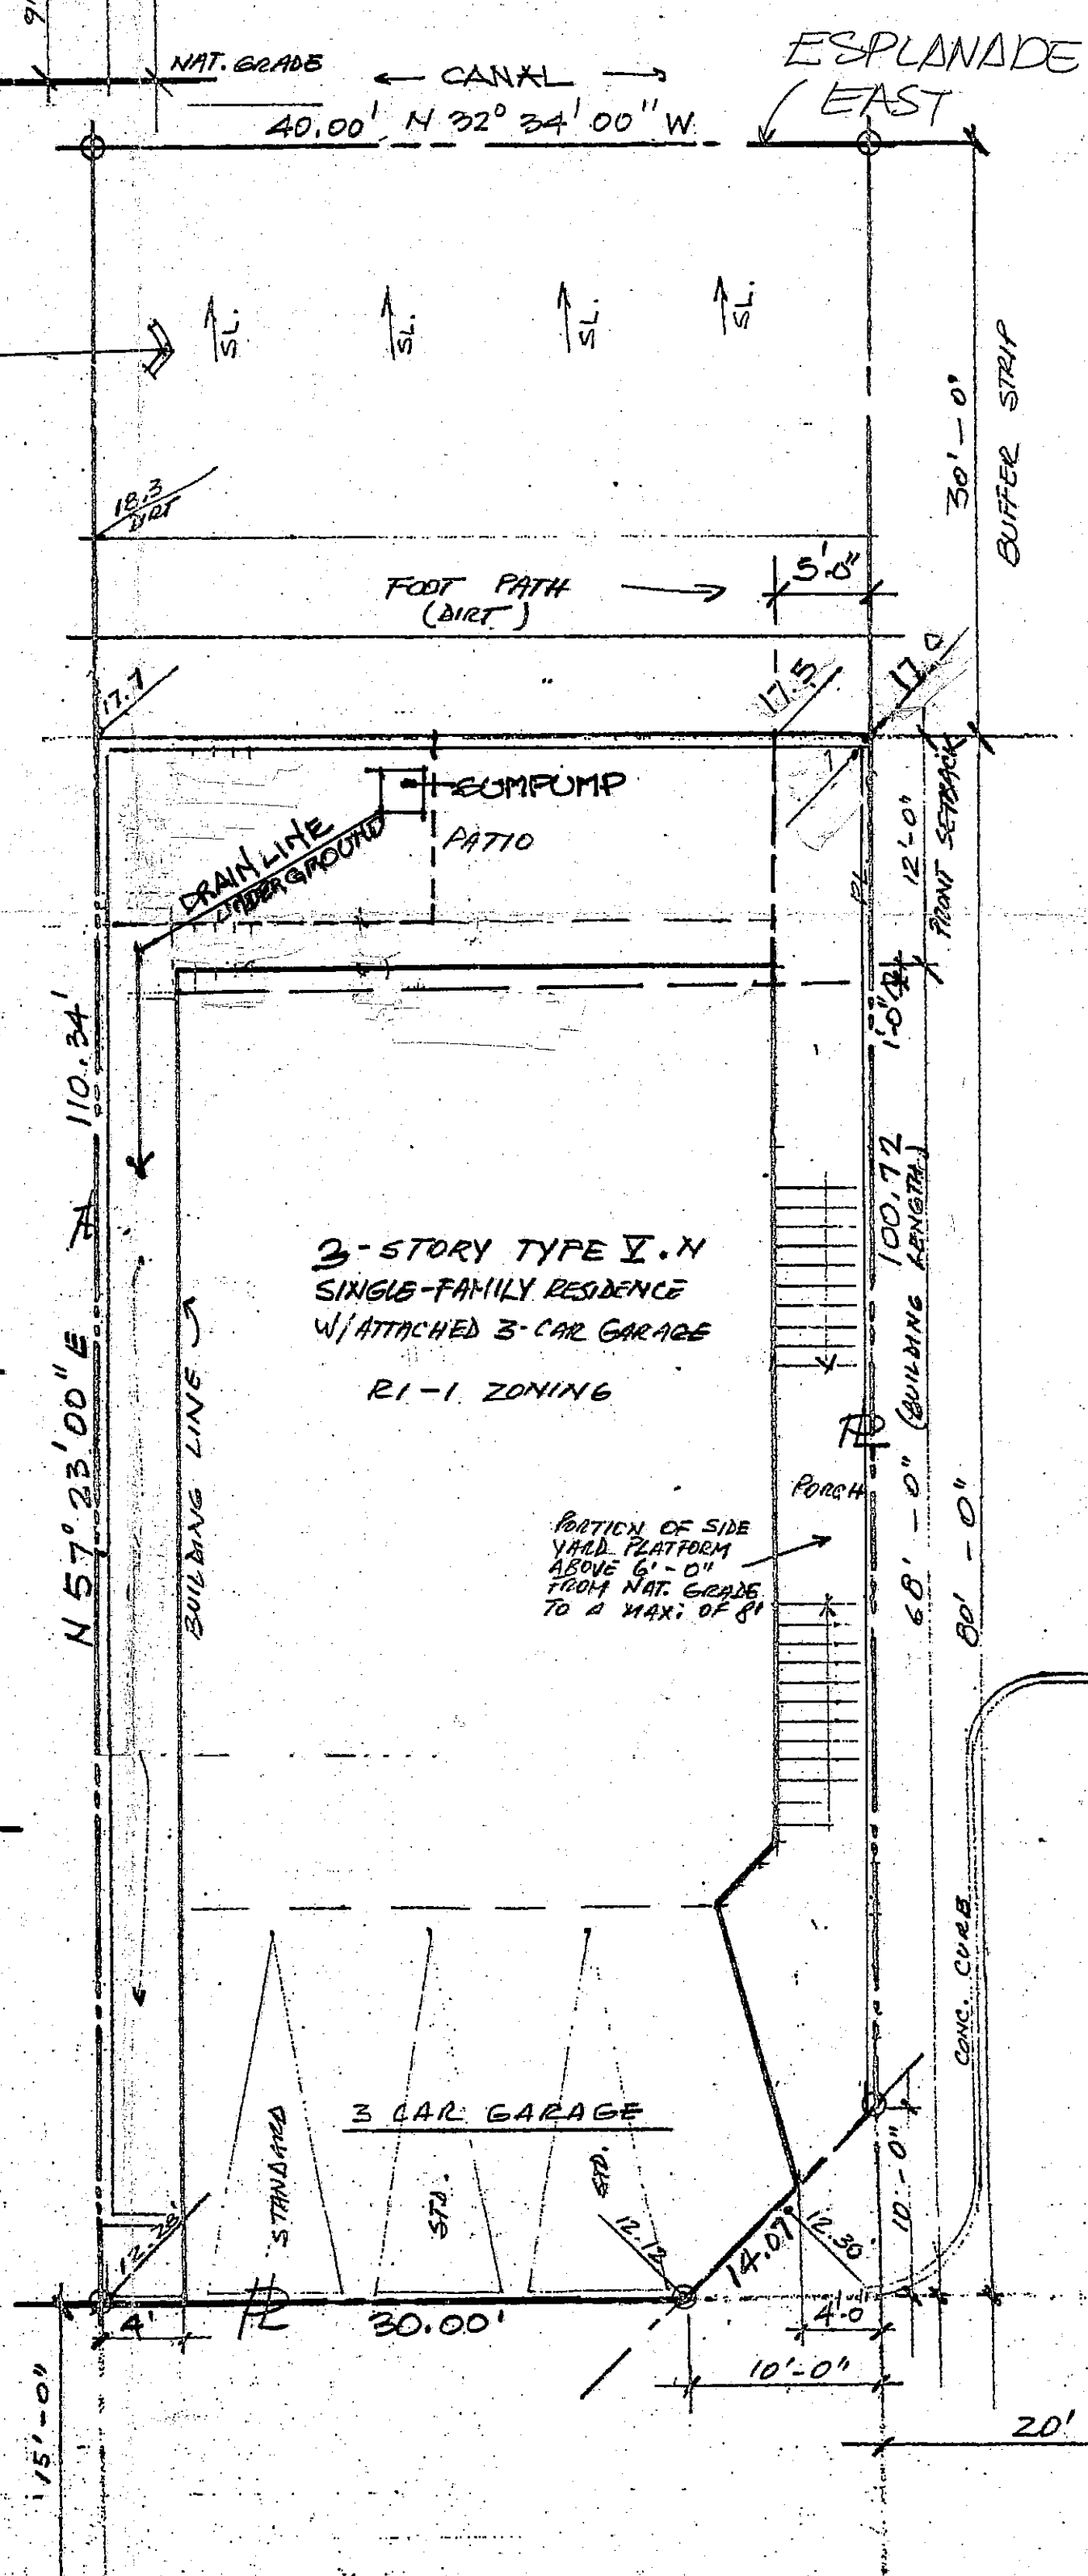 NAT. GRADE
← CANAL →
ESPLANADE
EAST
40.00' N 32° 34' 00" W
SL.
SL.
SL.
SL.
30'-0"
BUFFER STRIP
18.3
DIRT
FOOT PATH
(DIRT)
5'-0"
17.7
17.5
17.0
SUMPUMP
PATIO
DRAIN LINE
UNDERGROUND
12'-0"
FRONT SETBACK
PL
1'-0"
N 57° 23' 00" E
110.34'
100.72
BUILDING LINE
3-STORY TYPE V.N
SINGLE-FAMILY RESIDENCE
W/ATTACHED 3-CAR GARAGE
R1-1 ZONING
68'-0" (BUILDING LENGTH)
80'-0"
PORCH
PORTION OF SIDE
YARD PLATFORM
ABOVE 6'-0"
FROM NAT. GRADE
TO A MAX: OF 8'
CONC. CURB
3 CAR GARAGE
STANDARD
STD.
STD.
12.28'
12.12
14.07'
12.30'
10'-0"
4'
PL
30.00'
4'-0"
10'-0"
15'-0"
20'